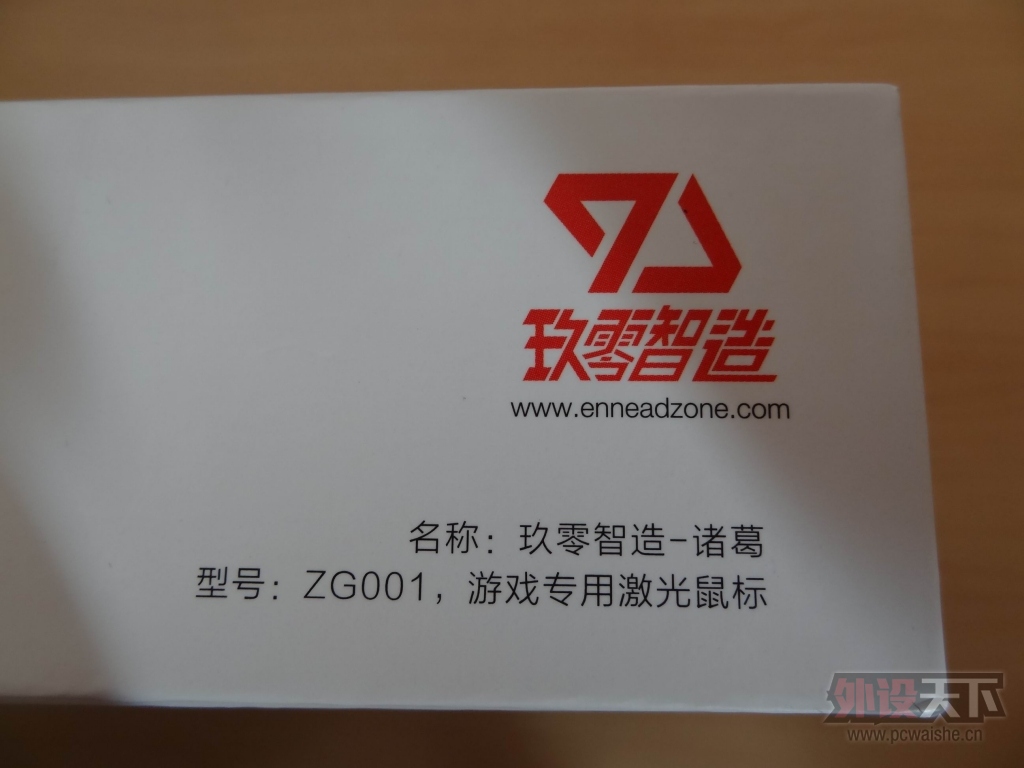 玖零智造
www.enneadzone.com
名称：玖零智造-诸葛
型号：ZG001，游戏专用激光鼠标
外设天下
www.pcwaishe.cn